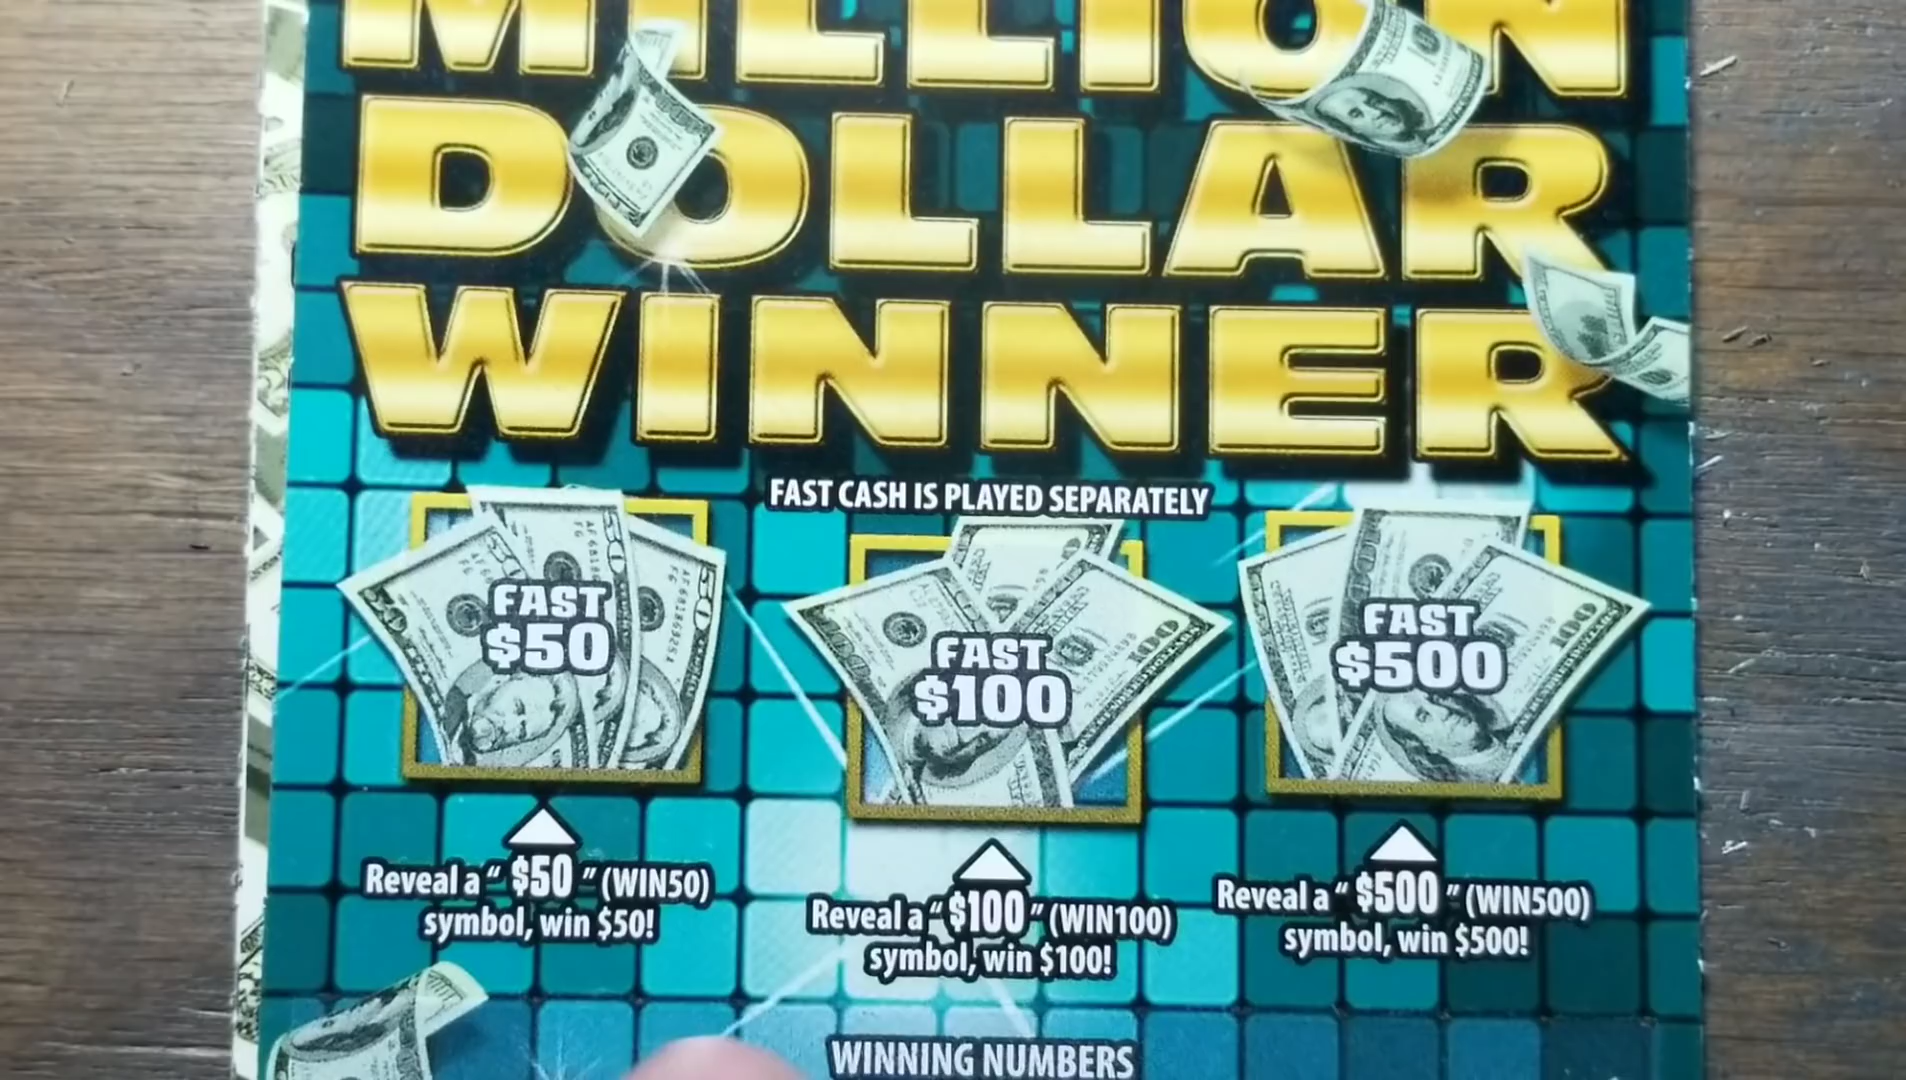 MILLION
DOLLAR
WINNER
FAST CASH IS PLAYED SEPARATELY
FAST
$50
FAST
$100
FAST
$500
Reveal a "$50" (WIN50)
symbol, win $50!
Reveal a "$100" (WIN100)
symbol, win $100!
Reveal a "$500" (WIN500)
symbol, win $500!
WINNING NUMBERS